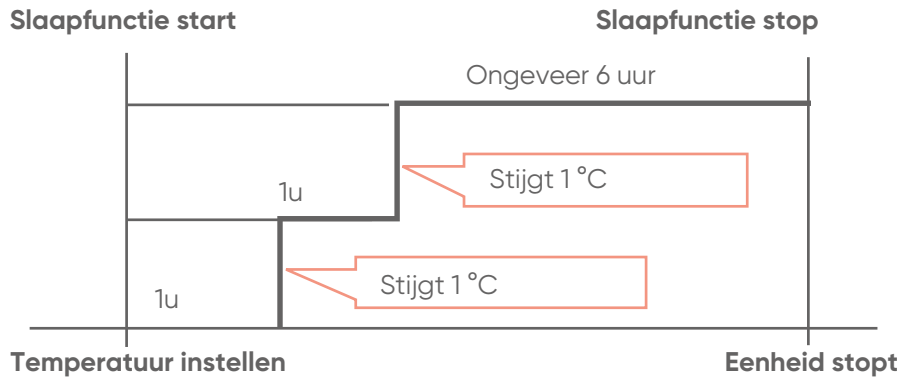 Slaapfunctie start
Slaapfunctie stop
Ongeveer 6 uur
Stijgt 1 °C
1u
Stijgt 1 °C
1u
Temperatuur instellen
Eenheid stopt